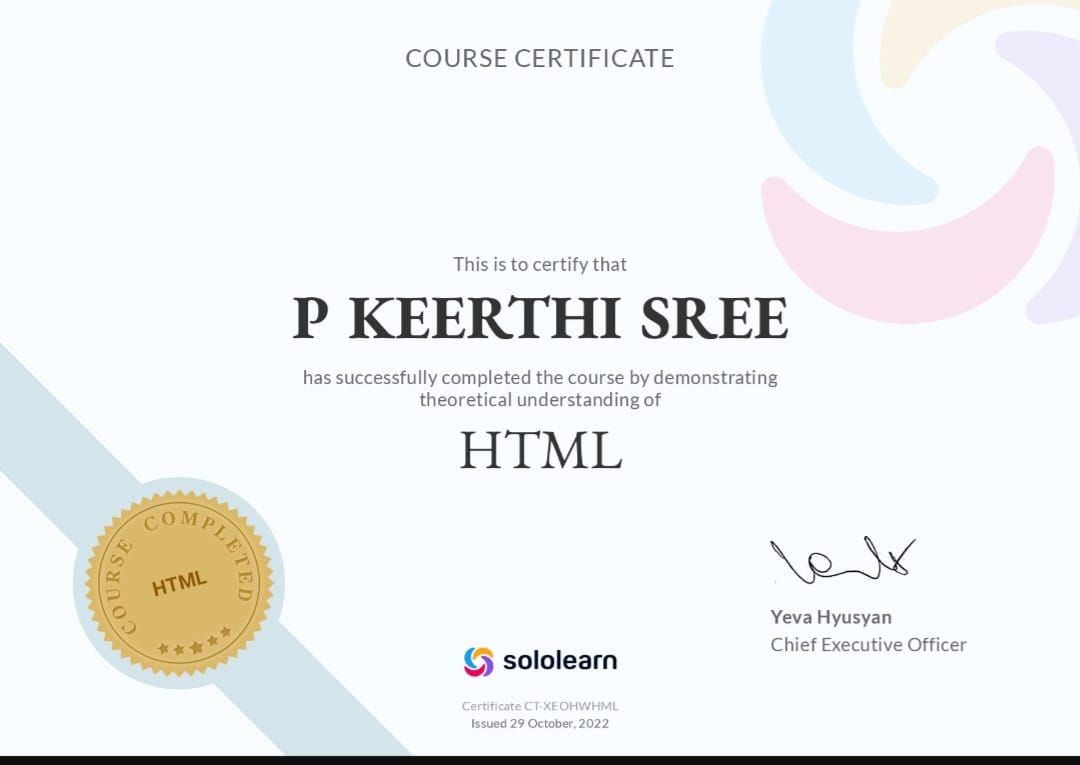 COURSE CERTIFICATE
This is to certify that
P KEERTHI SREE
has successfully completed the course by demonstrating
theoretical understanding of
HTML
COURSE COMPLETED
HTML
Yeva Hyusyan
Chief Executive Officer
sololearn
Certificate CT-XEOHWHML
Issued 29 October, 2022